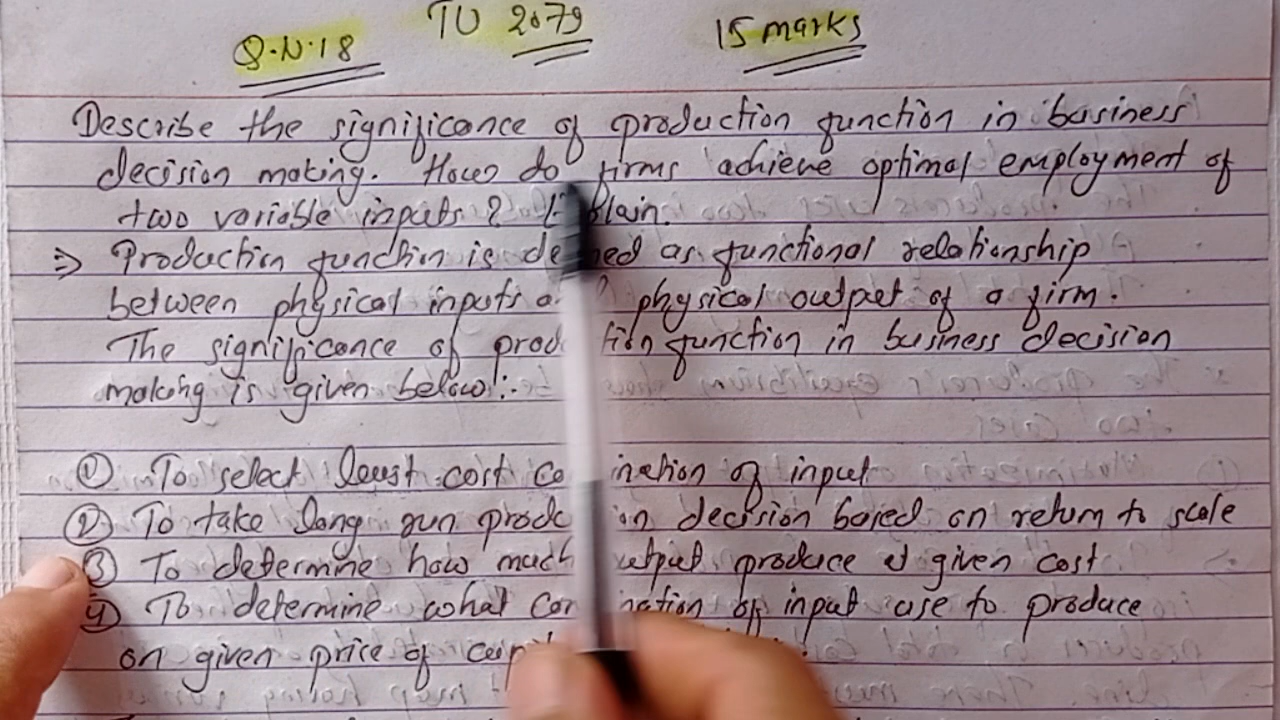 Q.N.18 TU 2079 15 marks
Describe the significance of production function in business
decision making. How do firms achieve optimal employment of
two variable inputs? Explain.
⇒ Production function is defined as functional relationship
between physical inputs and physical output of a firm.
The significance of production function in business decision
making is given below:-
① To select least cost combination of input
② To take long run production decision based on return to scale
③ To determine how much output produce at given cost
④ To determine what combination of input use to produce
on given price of